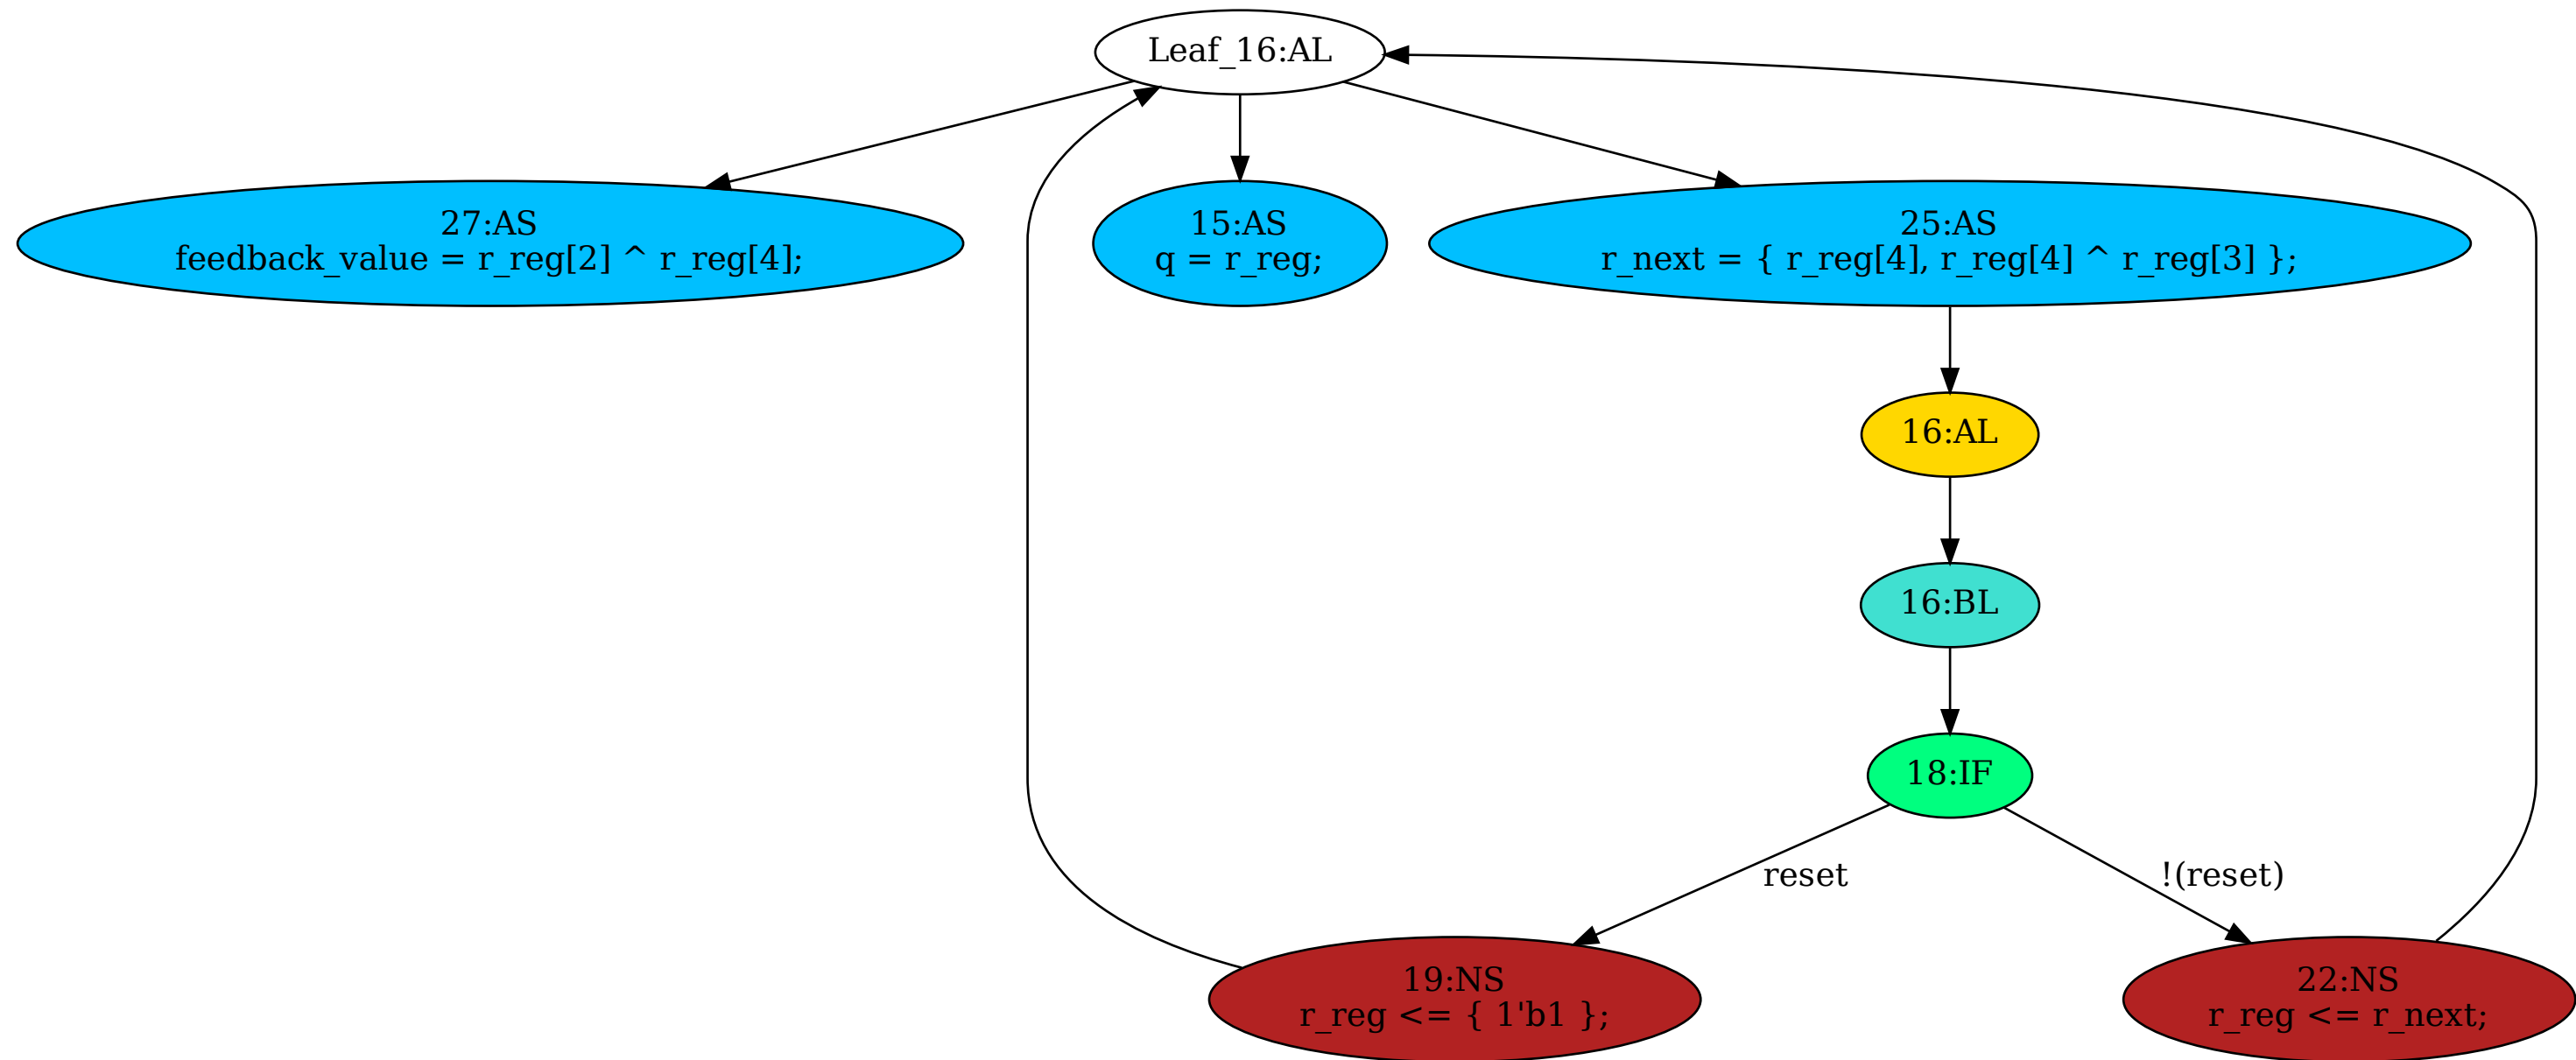 Leaf_16:AL
27:AS
feedback_value = r_reg[2] ^ r_reg[4];
15:AS
q = r_reg;
25:AS
r_next = { r_reg[4], r_reg[4] ^ r_reg[3] };
16:AL
16:BL
18:IF
reset
!(reset)
19:NS
r_reg <= { 1'b1 };
22:NS
r_reg <= r_next;